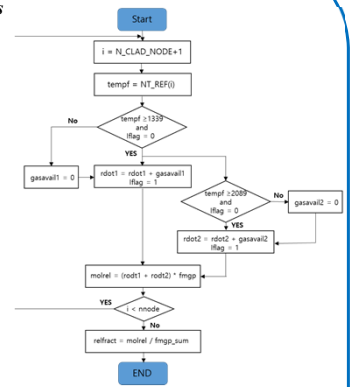 s
Start
i = N_CLAD_NODE+1
tempf = NT_REF(i)
tempf ≥1339
and
Iflag = 0
No
YES
gasavail1 = 0
rdot1 = rdot1 + gasavail1
Iflag = 1
tempf ≥2089
and
Iflag = 0
No
gasavail2 = 0
YES
rdot2 = rdot2 + gasavail2
Iflag = 1
molrel = (rodt1 + rodt2) * fmgp
YES
i < nnode
No
relfract = molrel / fmgp_sum
END